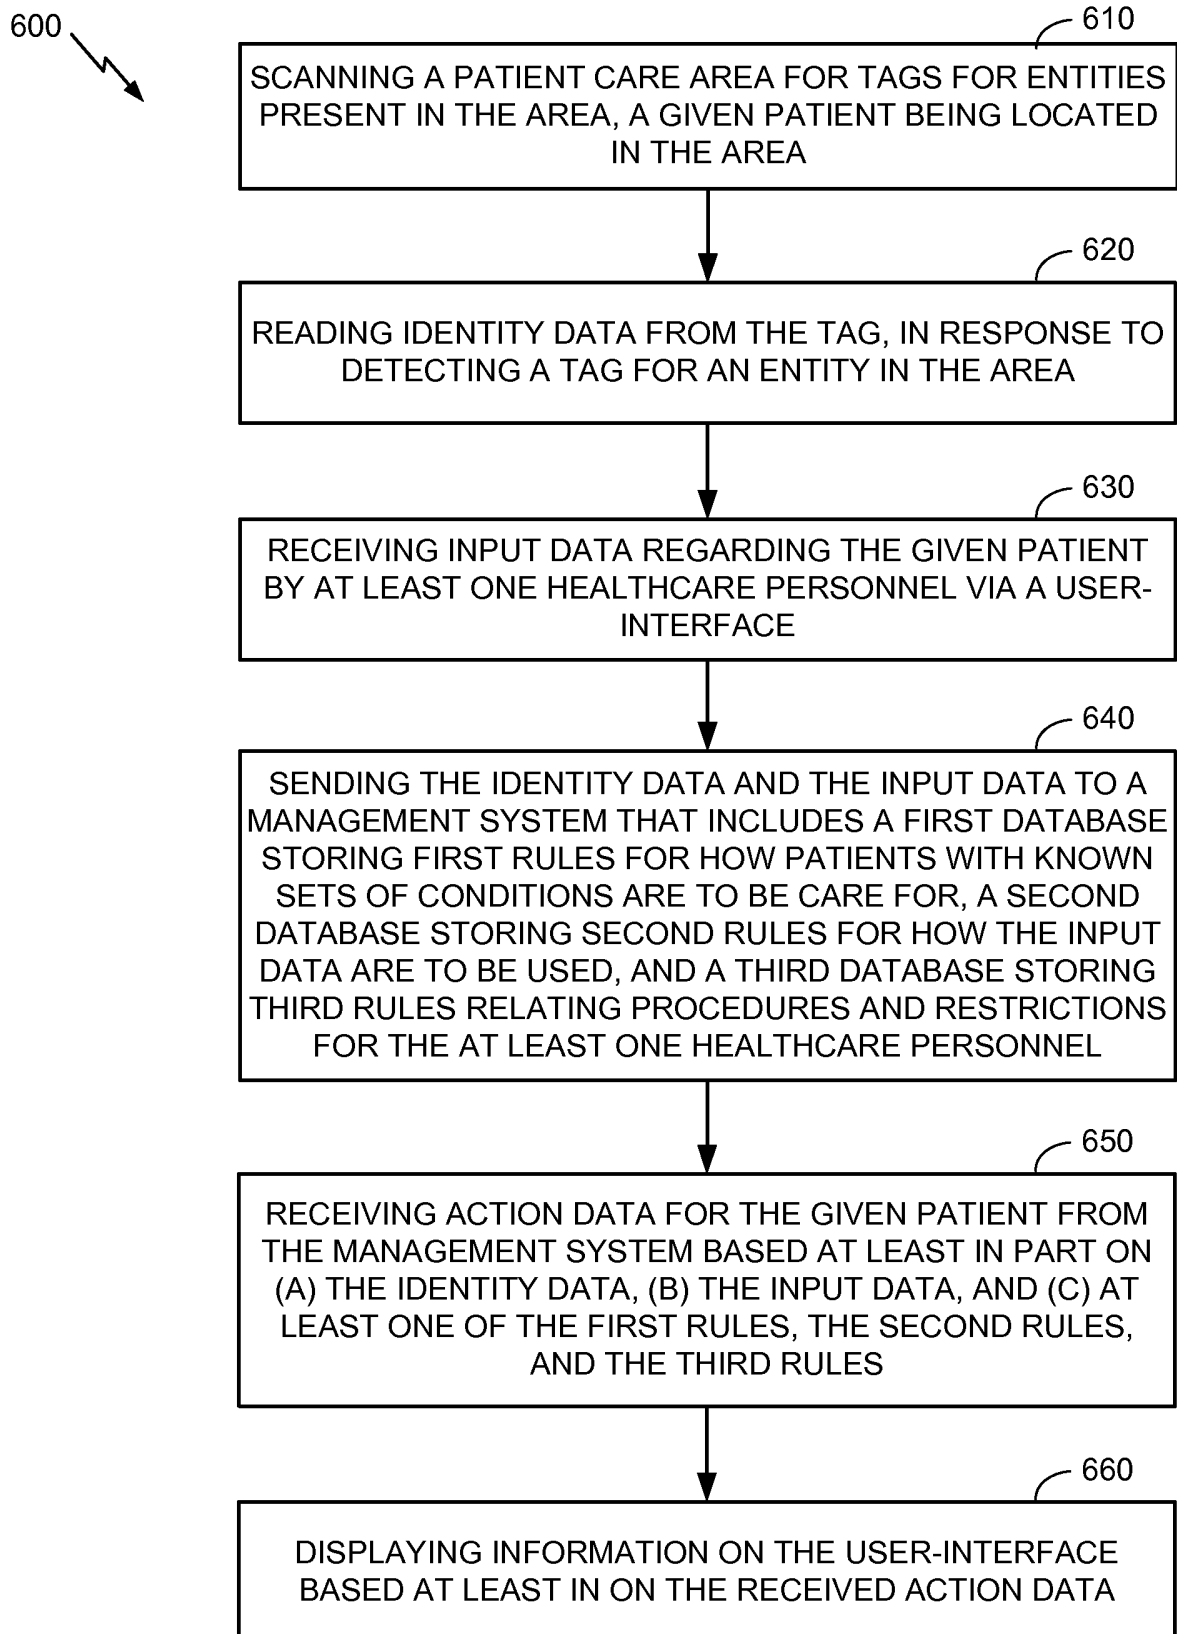 600
610
SCANNING A PATIENT CARE AREA FOR TAGS FOR ENTITIES
PRESENT IN THE AREA, A GIVEN PATIENT BEING LOCATED
IN THE AREA
620
READING IDENTITY DATA FROM THE TAG, IN RESPONSE TO
DETECTING A TAG FOR AN ENTITY IN THE AREA
630
RECEIVING INPUT DATA REGARDING THE GIVEN PATIENT
BY AT LEAST ONE HEALTHCARE PERSONNEL VIA A USER-
INTERFACE
640
SENDING THE IDENTITY DATA AND THE INPUT DATA TO A
MANAGEMENT SYSTEM THAT INCLUDES A FIRST DATABASE
STORING FIRST RULES FOR HOW PATIENTS WITH KNOWN
SETS OF CONDITIONS ARE TO BE CARE FOR, A SECOND
DATABASE STORING SECOND RULES FOR HOW THE INPUT
DATA ARE TO BE USED, AND A THIRD DATABASE STORING
THIRD RULES RELATING PROCEDURES AND RESTRICTIONS
FOR THE AT LEAST ONE HEALTHCARE PERSONNEL
650
RECEIVING ACTION DATA FOR THE GIVEN PATIENT FROM
THE MANAGEMENT SYSTEM BASED AT LEAST IN PART ON
(A) THE IDENTITY DATA, (B) THE INPUT DATA, AND (C) AT
LEAST ONE OF THE FIRST RULES, THE SECOND RULES,
AND THE THIRD RULES
660
DISPLAYING INFORMATION ON THE USER-INTERFACE
BASED AT LEAST IN ON THE RECEIVED ACTION DATA